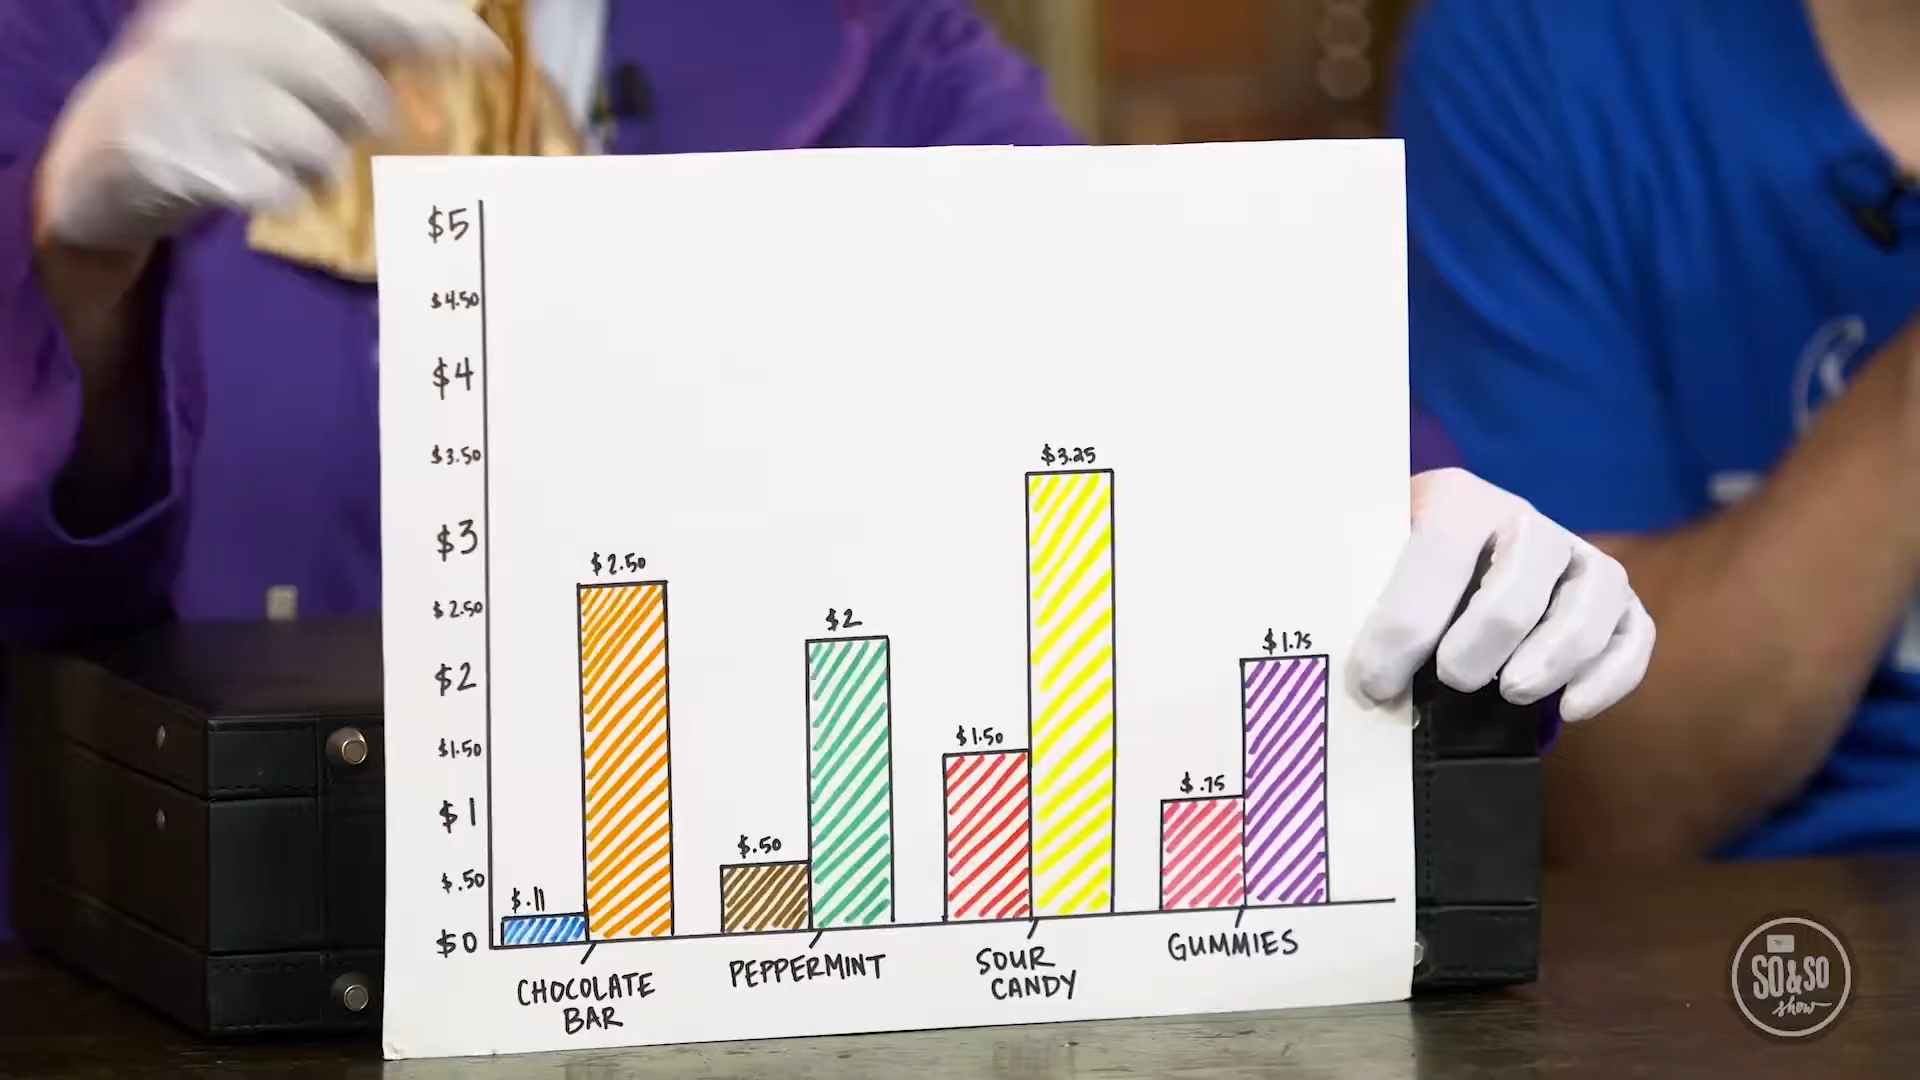 $5
$4.50
$4
$3.50
$3
$2.50
$2
$1.50
$1
$.50
$0
$.11
$2.50
$.50
$2
$1.50
$3.25
$.75
$1.75
CHOCOLATE
BAR
PEPPERMINT
SOUR
CANDY
GUMMIES
SO&SO
show